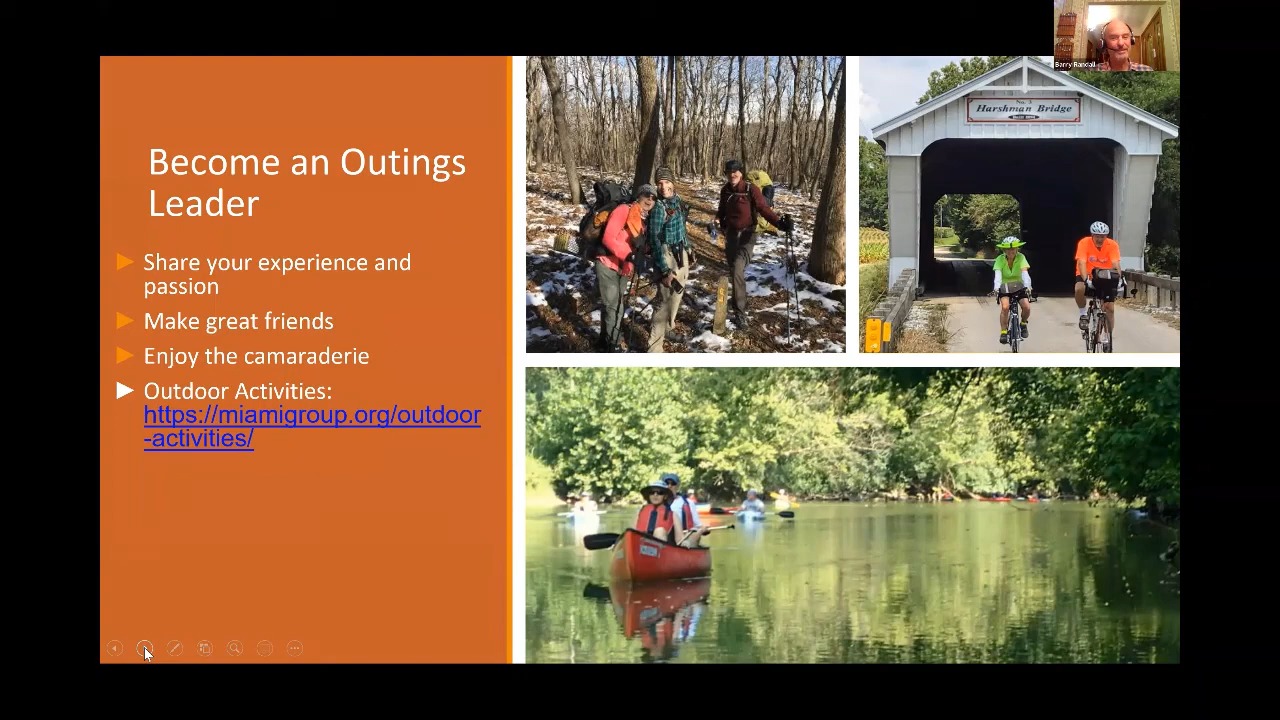 Become an Outings
Leader
Share your experience and
passion
Make great friends
Enjoy the camaraderie
Outdoor Activities:
https://miamigroup.org/outdoor
-activities/
Harshman Bridge
Barry Randall